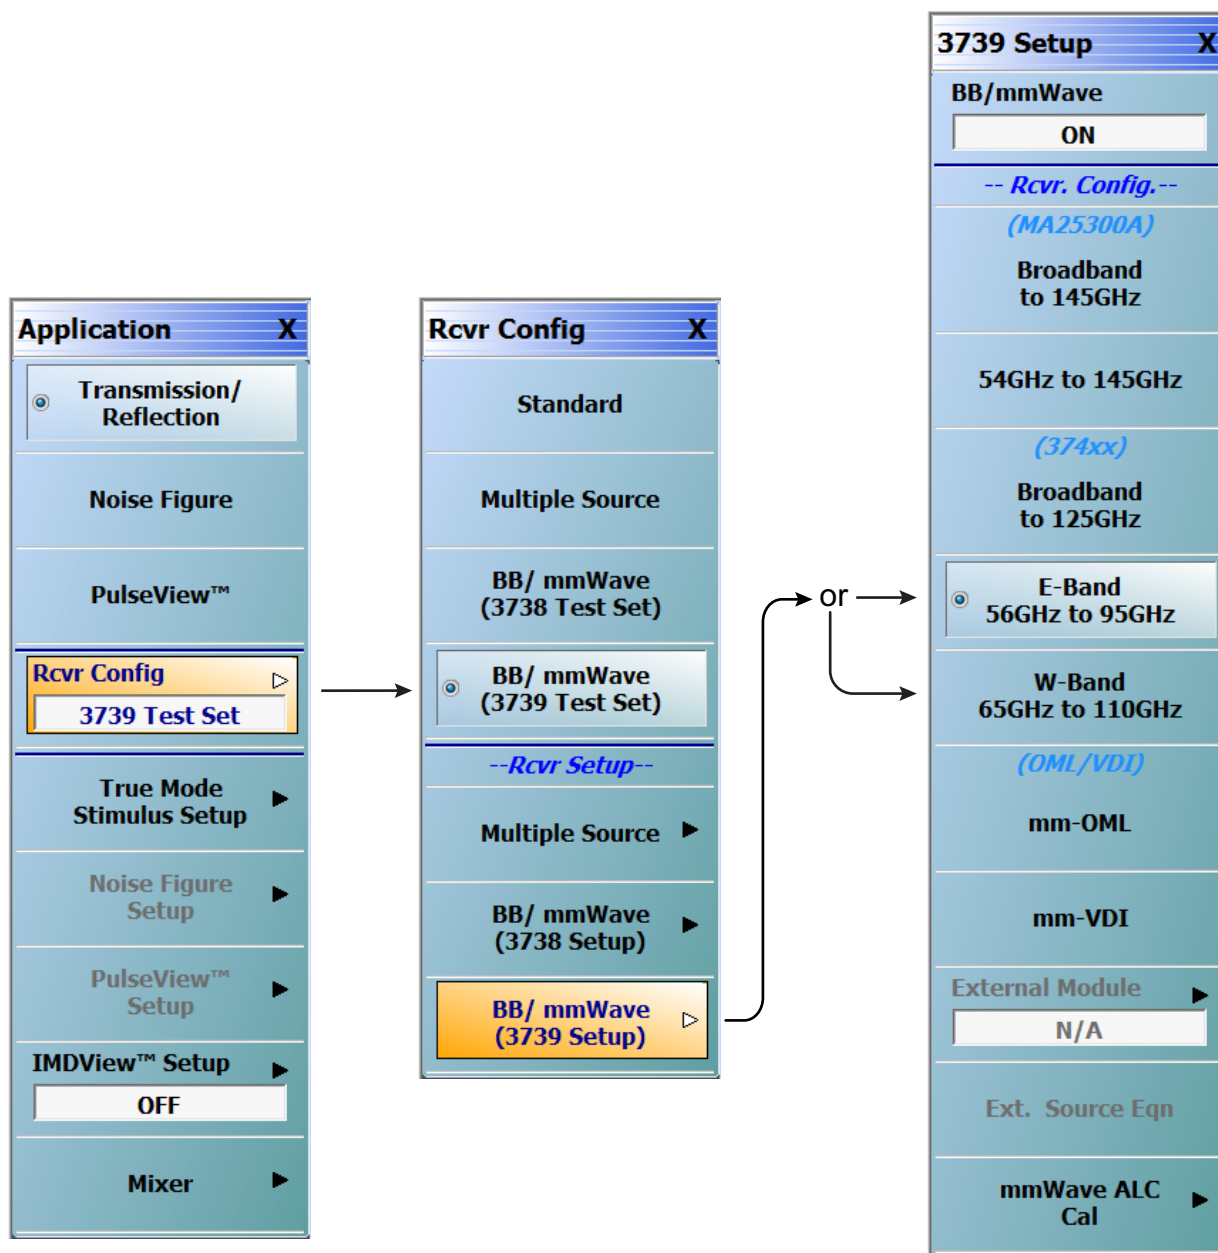 Application X
Transmission/
Reflection
Noise Figure
PulseView™
Rcvr Config
3739 Test Set
True Mode
Stimulus Setup
Noise Figure
Setup
PulseView™
Setup
IMDView™ Setup
OFF
Mixer
Rcvr Config X
Standard
Multiple Source
BB/ mmWave
(3738 Test Set)
BB/ mmWave
(3739 Test Set)
--Rcvr Setup--
Multiple Source
BB/ mmWave
(3738 Setup)
BB/ mmWave
(3739 Setup)
or
3739 Setup X
BB/mmWave
ON
-- Rcvr. Config.--
(MA25300A)
Broadband
to 145GHz
54GHz to 145GHz
(374xx)
Broadband
to 125GHz
E-Band
56GHz to 95GHz
W-Band
65GHz to 110GHz
(OML/VDI)
mm-OML
mm-VDI
External Module
N/A
Ext. Source Eqn
mmWave ALC
Cal